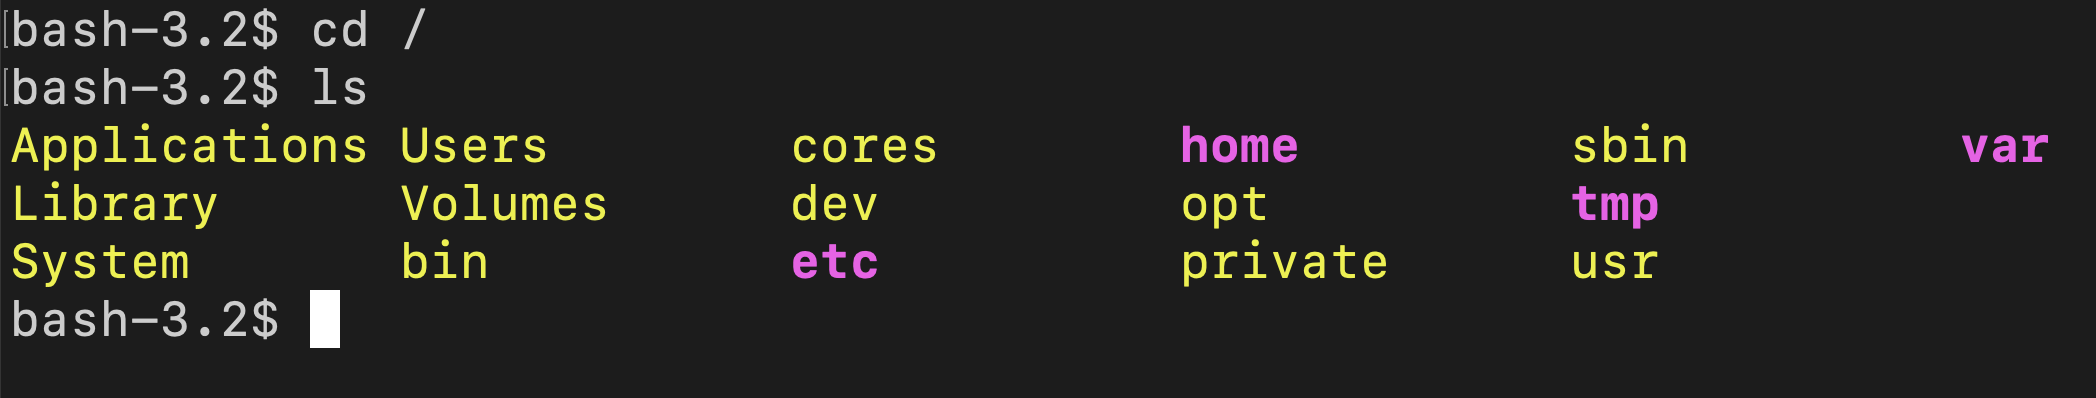 bash-3.2$ cd /
bash-3.2$ ls
Applications Users cores home sbin var
Library Volumes dev opt tmp
System bin etc private usr
bash-3.2$